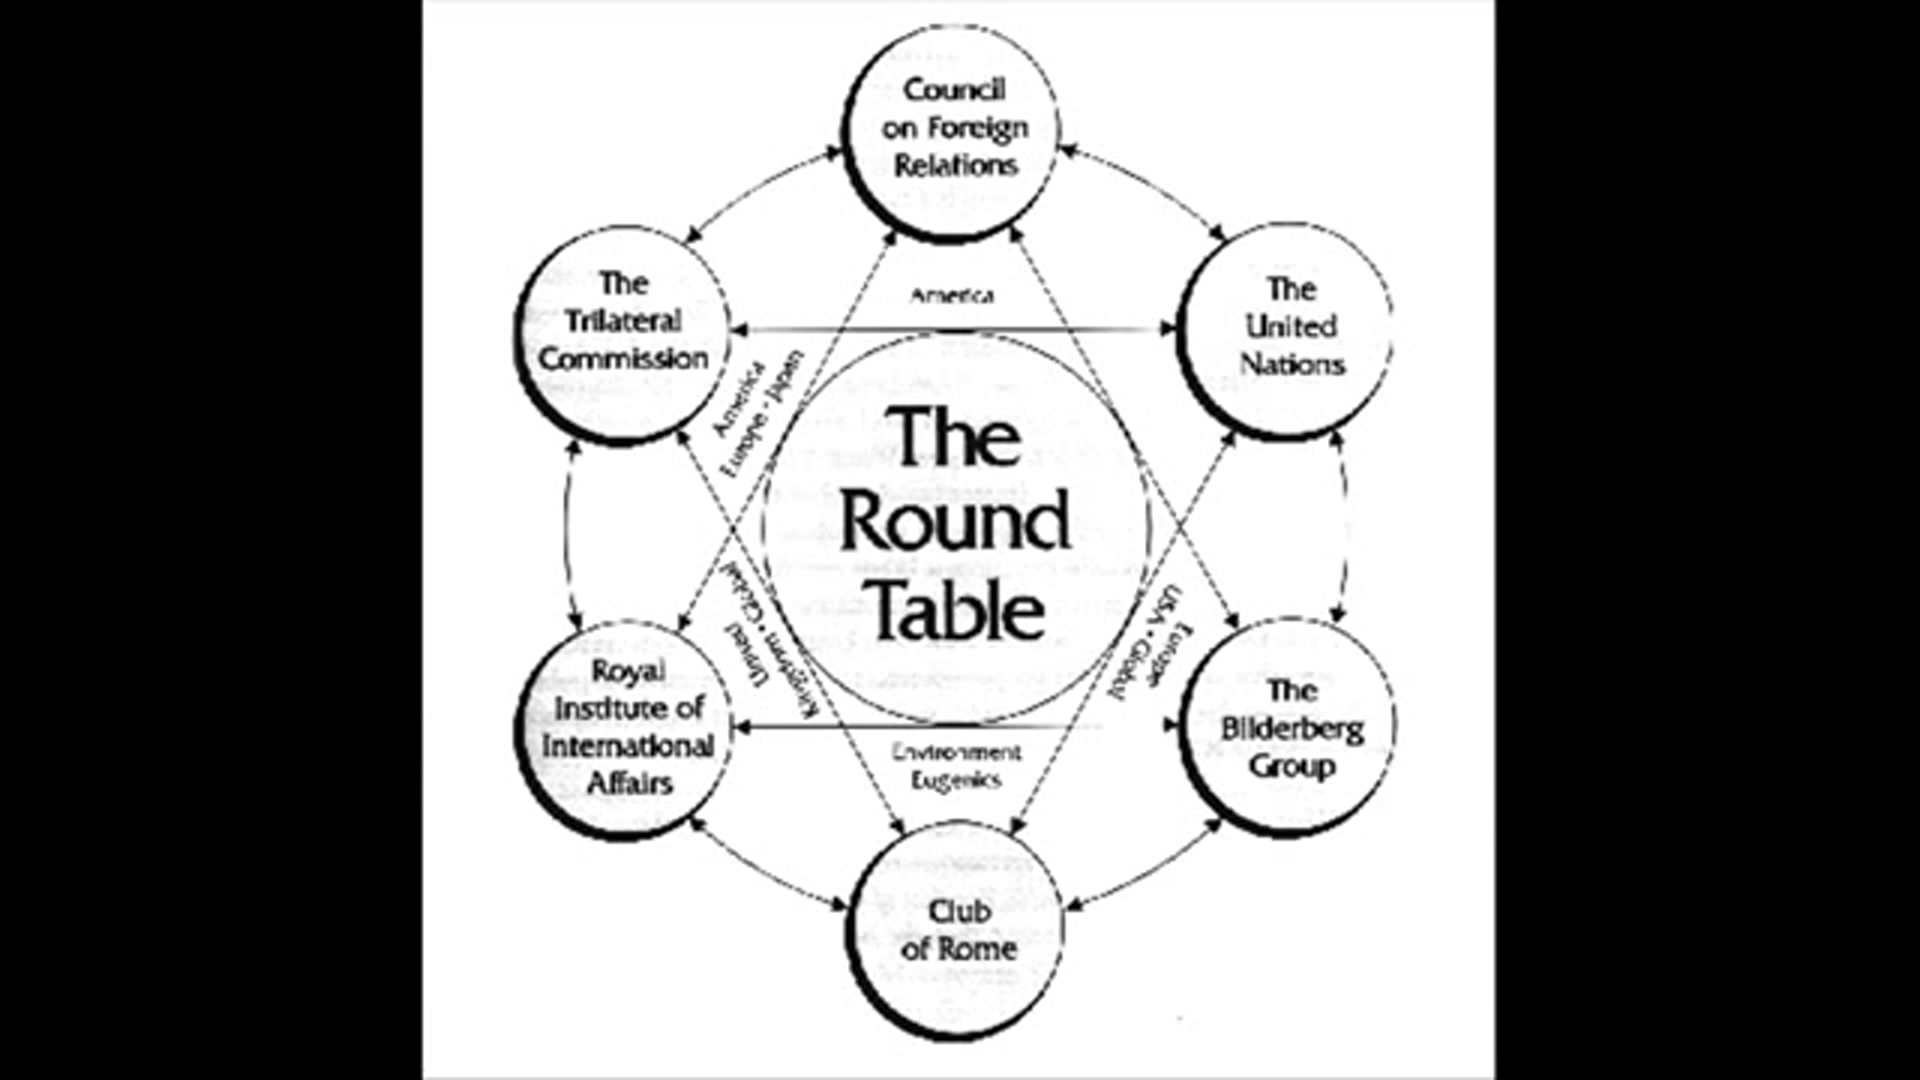 Council
on Foreign
Relations
The
Trilateral
Commission
The
United
Nations
America
America
Europe • Japan
The
Round
Table
United
Kingdom • Global
Europe
USA • Global
Royal
Institute of
International
Affairs
The
Bilderberg
Group
Environment
Eugenics
Club
of Rome